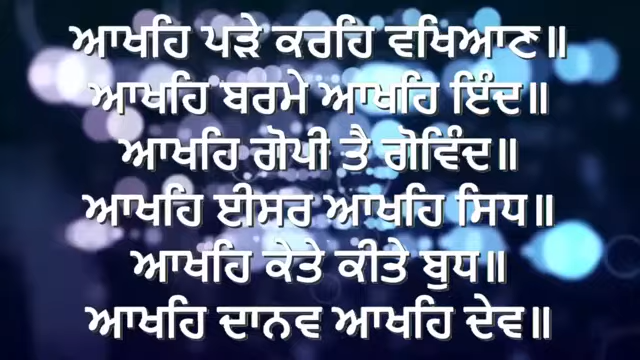 ਆਖਹਿ ਪੜੇ ਕਰਹਿ ਵਖਿਆਣ॥
ਆਖਹਿ ਬਰਮੇ ਆਖਹਿ ਇੰਦ॥
ਆਖਹਿ ਗੋਪੀ ਤੈ ਗੋਵਿੰਦ॥
ਆਖਹਿ ਈਸਰ ਆਖਹਿ ਸਿਧ॥
ਆਖਹਿ ਕੇਤੇ ਕੀਤੇ ਬੁਧ॥
ਆਖਹਿ ਦਾਨਵ ਆਖਹਿ ਦੇਵ॥